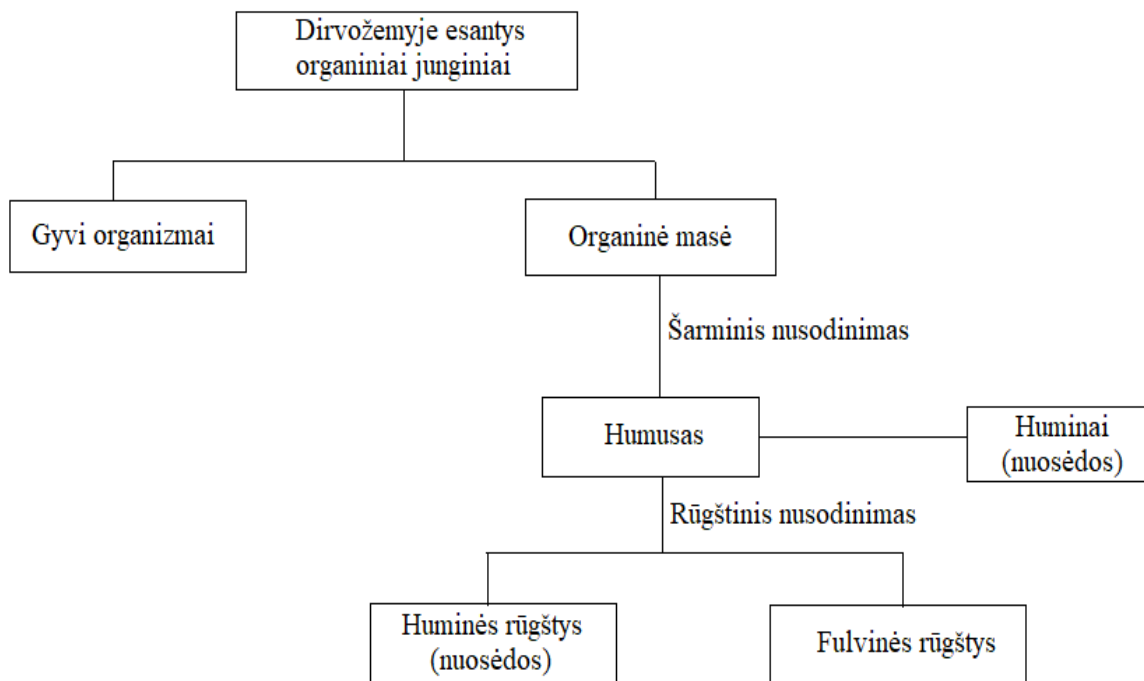 Dirvožemyje esantys
organiniai junginiai
Gyvi organizmai
Organinė masė
Šarminis nusodinimas
Humusas
Huminai
(nuosėdos)
Rūgštinis nusodinimas
Huminės rūgštys
(nuosėdos)
Fulvinės rūgštys